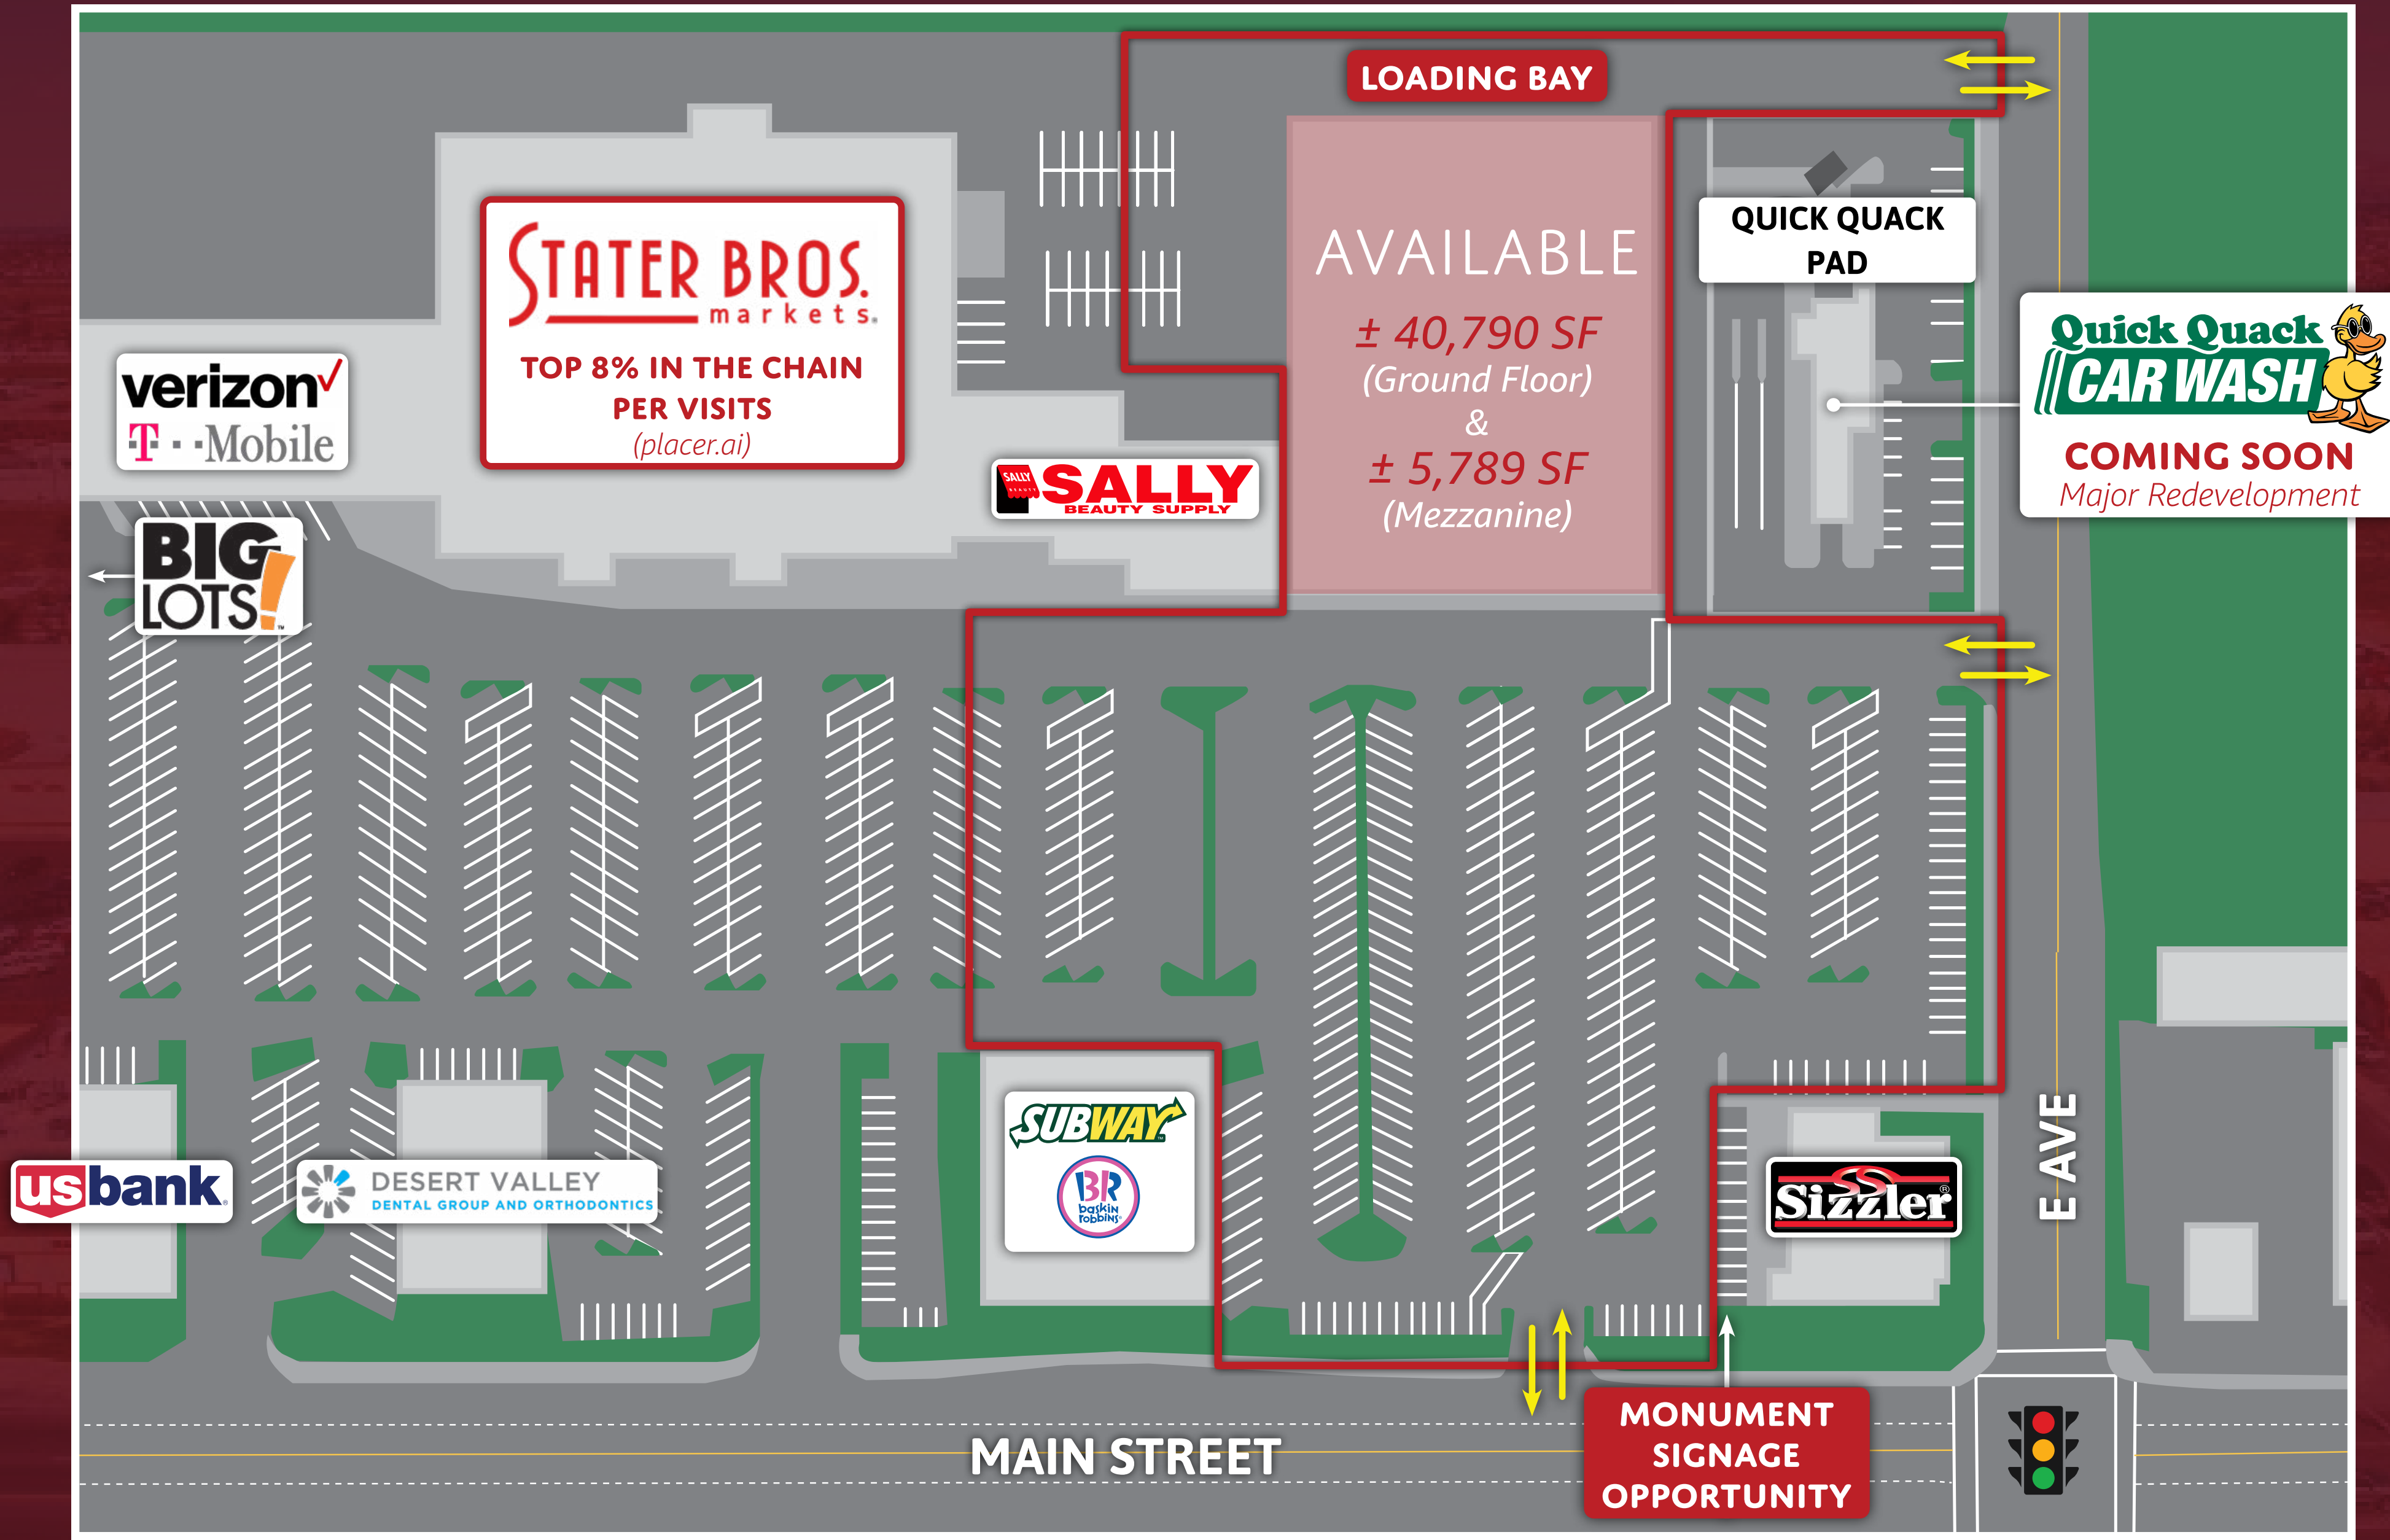 LOADING BAY
STATER BROS.
markets
TOP 8% IN THE CHAIN
PER VISITS
(placer.ai)
AVAILABLE
± 40,790 SF
(Ground Floor)
&
± 5,789 SF
(Mezzanine)
QUICK QUACK
PAD
Quick Quack
CAR WASH
COMING SOON
Major Redevelopment
verizon
T··Mobile
SALLY
BEAUTY
SALLY
BEAUTY SUPPLY
BIG
LOTS!
™
SUBWAY
BR
baskin
robbins
usbank
DESERT VALLEY
DENTAL GROUP AND ORTHODONTICS
Sizzler®
E AVE
MAIN STREET
MONUMENT
SIGNAGE
OPPORTUNITY